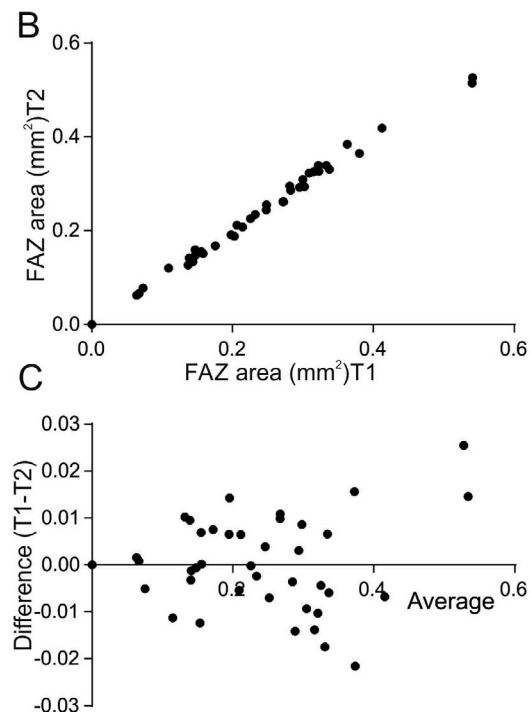 B
0.6
0.4
0.2
0.0
FAZ area (mm²)T2
0.0 0.2 0.4 0.6
FAZ area (mm²)T1
C
0.03
0.02
0.01
0.00
-0.01
-0.02
-0.03
Difference (T1-T2)
0.2 0.4 0.6
Average